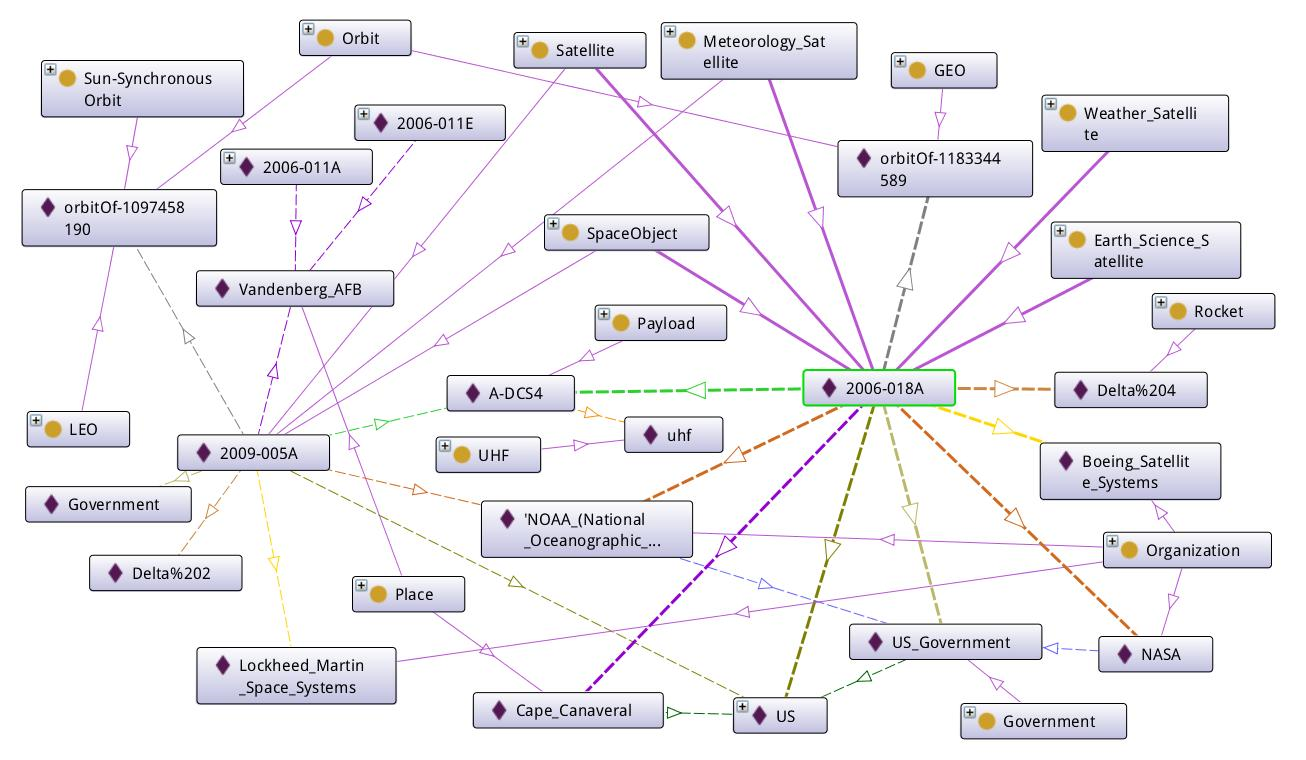 Orbit
Satellite
Meteorology_Sat
ellite
GEO
Sun-Synchronous
Orbit
Weather_Satelli
te
2006-011E
2006-011A
orbitOf-1183344
589
orbitOf-1097458
190
SpaceObject
Earth_Science_S
atellite
Vandenberg_AFB
Rocket
Payload
2006-018A
Delta%204
A-DCS4
LEO
uhf
2009-005A
UHF
Boeing_Satellit
e_Systems
Government
'NOAA_(National
_Oceanographic_...
Organization
Delta%202
Place
US_Government
NASA
Lockheed_Martin
_Space_Systems
Cape_Canaveral
US
Government